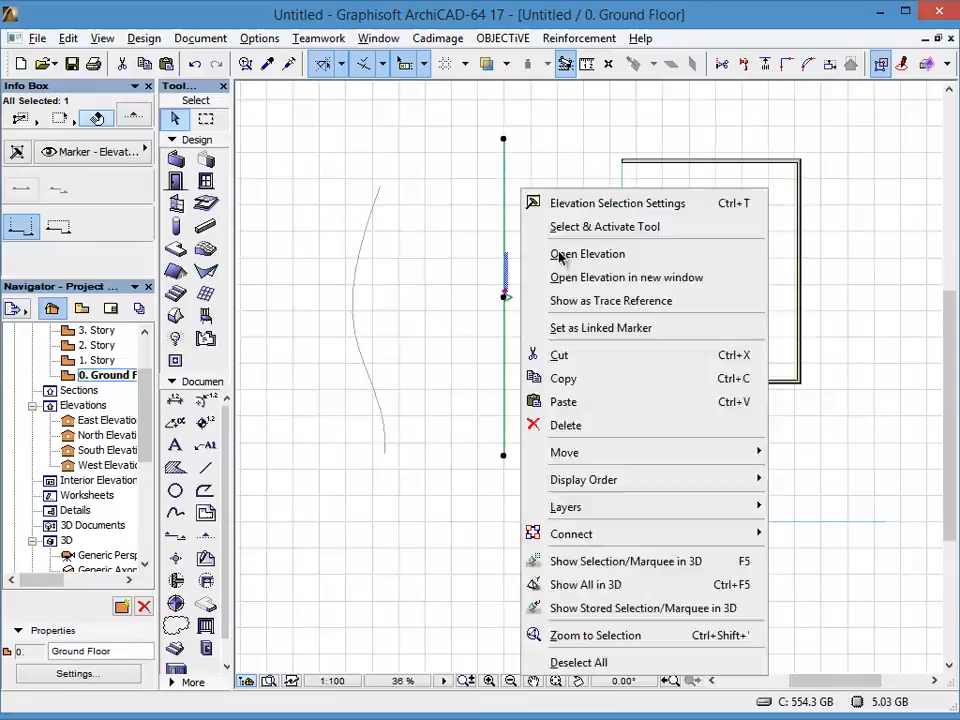 Untitled - Graphisoft ArchiCAD-64 17 - [Untitled / 0. Ground Floor]
File Edit View Design Document Options Teamwork Window Cadimage OBJECTiVE Reinforcement Help
Info Box
All Selected: 1
Marker - Elevat...
Tool...
Select
Design
Documen
More
Navigator - Project ...
3. Story
2. Story
1. Story
0. Ground F
Sections
Elevations
East Elevatio
North Elevati
South Elevati
West Elevatio
Interior Elevation
Worksheets
Details
3D Documents
3D
Generic Persp
Generic Axon
Properties
0.
Ground Floor
Settings...
Elevation Selection Settings Ctrl+T
Select & Activate Tool
Open Elevation
Open Elevation in new window
Show as Trace Reference
Set as Linked Marker
Cut Ctrl+X
Copy Ctrl+C
Paste Ctrl+V
Delete
Move
Display Order
Layers
Connect
Show Selection/Marquee in 3D F5
Show All in 3D Ctrl+F5
Show Stored Selection/Marquee in 3D
Zoom to Selection Ctrl+Shift+'
Deselect All
1:100
36 %
0.00°
C: 554.3 GB
5.03 GB